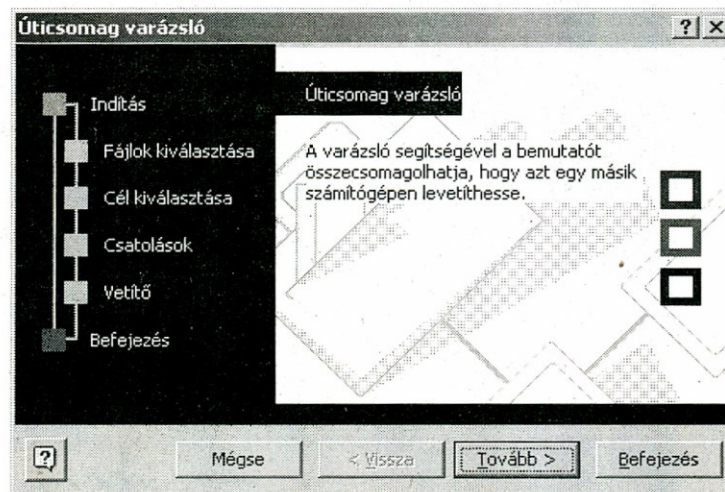 Úticsomag varázsló
Indítás
Fájlok kiválasztása
Cél kiválasztása
Csatolások
Vetítő
Befejezés
Úticsomag varázsló
A varázsló segítségével a bemutatót
összecsomagolhatja, hogy azt egy másik
számítógépen levetíthesse.
Mégse
< Vissza
Tovább >
Befejezés